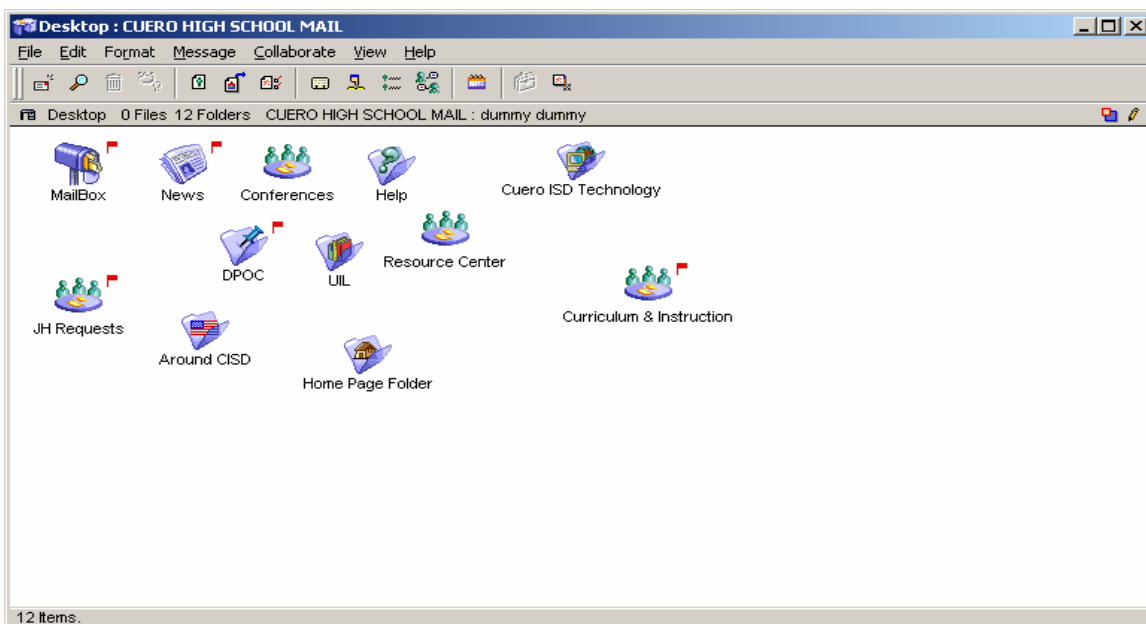 Desktop : CUERO HIGH SCHOOL MAIL
File Edit Format Message Collaborate View Help
Desktop 0 Files 12 Folders CUERO HIGH SCHOOL MAIL : dummy dummy
MailBox News Conferences Help Cuero ISD Technology
DPOC UIL Resource Center
JH Requests Curriculum & Instruction
Around CISD
Home Page Folder
12 Items.